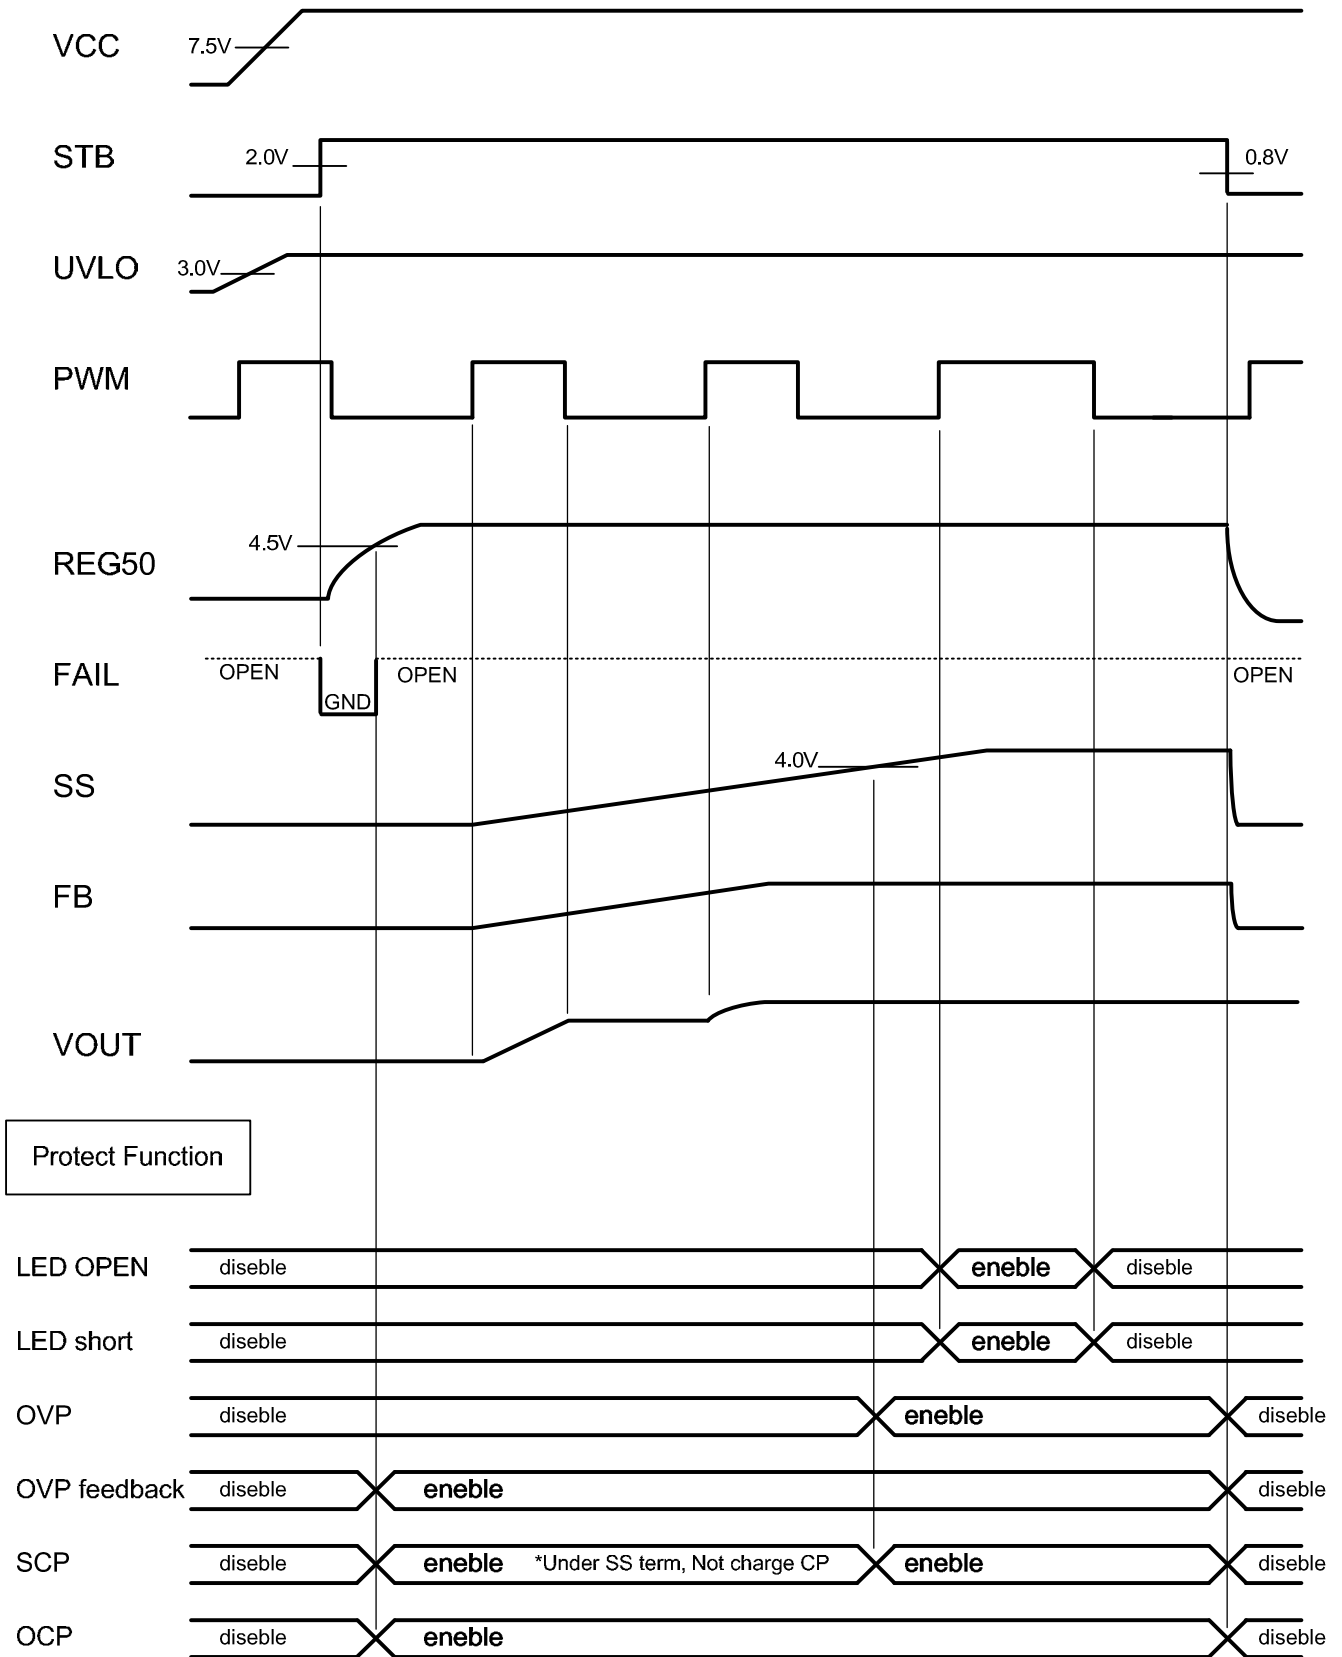 VCC
7.5V
STB
2.0V
0.8V
UVLO
3.0V
PWM
REG50
4.5V
FAIL
OPEN
GND
OPEN
OPEN
SS
4.0V
FB
VOUT
Protect Function
LED OPEN
diseble
eneble
diseble
LED short
diseble
eneble
diseble
OVP
diseble
eneble
diseble
OVP feedback
diseble
eneble
diseble
SCP
diseble
eneble
*Under SS term, Not charge CP
eneble
diseble
OCP
diseble
eneble
diseble